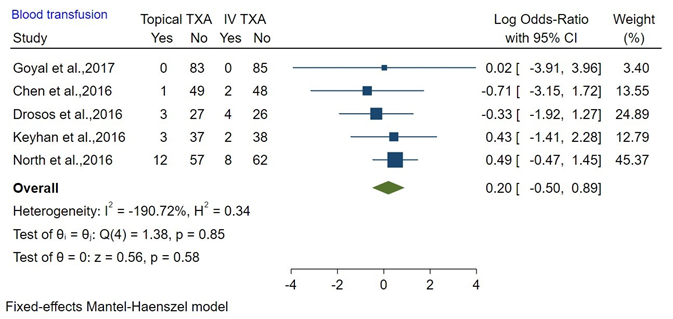 Blood transfusion
Topical TXA IV TXA Log Odds-Ratio Weight
Study Yes No Yes No with 95% CI (%)
Goyal et al.,2017 0 83 0 85 0.02 [ -3.91, 3.96] 3.40
Chen et al.,2016 1 49 2 48 -0.71 [ -3.15, 1.72] 13.55
Drosos et al.,2016 3 27 4 26 -0.33 [ -1.92, 1.27] 24.89
Keyhan et al.,2016 3 37 2 38 0.43 [ -1.41, 2.28] 12.79
North et al.,2016 12 57 8 62 0.49 [ -0.47, 1.45] 45.37
Overall 0.20 [ -0.50, 0.89]
Heterogeneity: I² = -190.72%, H² = 0.34
Test of θᵢ = θⱼ: Q(4) = 1.38, p = 0.85
Test of θ = 0: z = 0.56, p = 0.58
-4 -2 0 2 4
Fixed-effects Mantel-Haenszel model